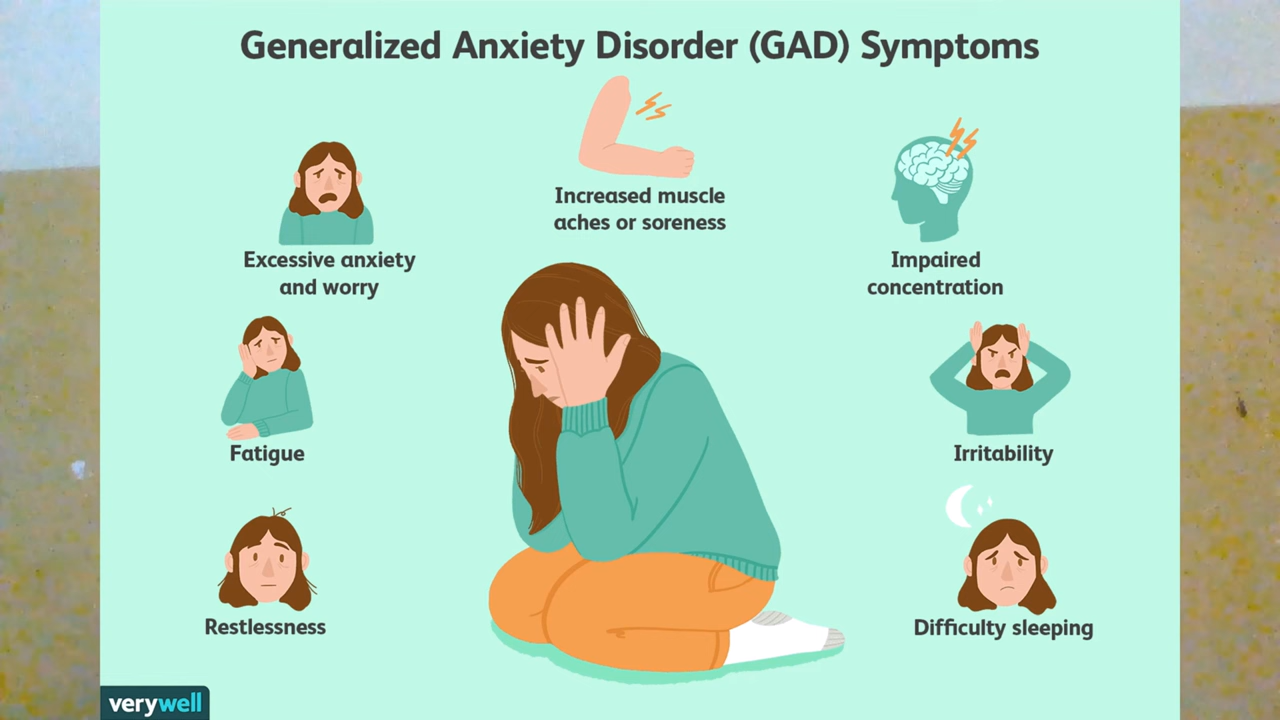 Generalized Anxiety Disorder (GAD) Symptoms
Increased muscle
aches or soreness
Excessive anxiety
and worry
Impaired
concentration
Fatigue
Irritability
Restlessness
Difficulty sleeping
verywell